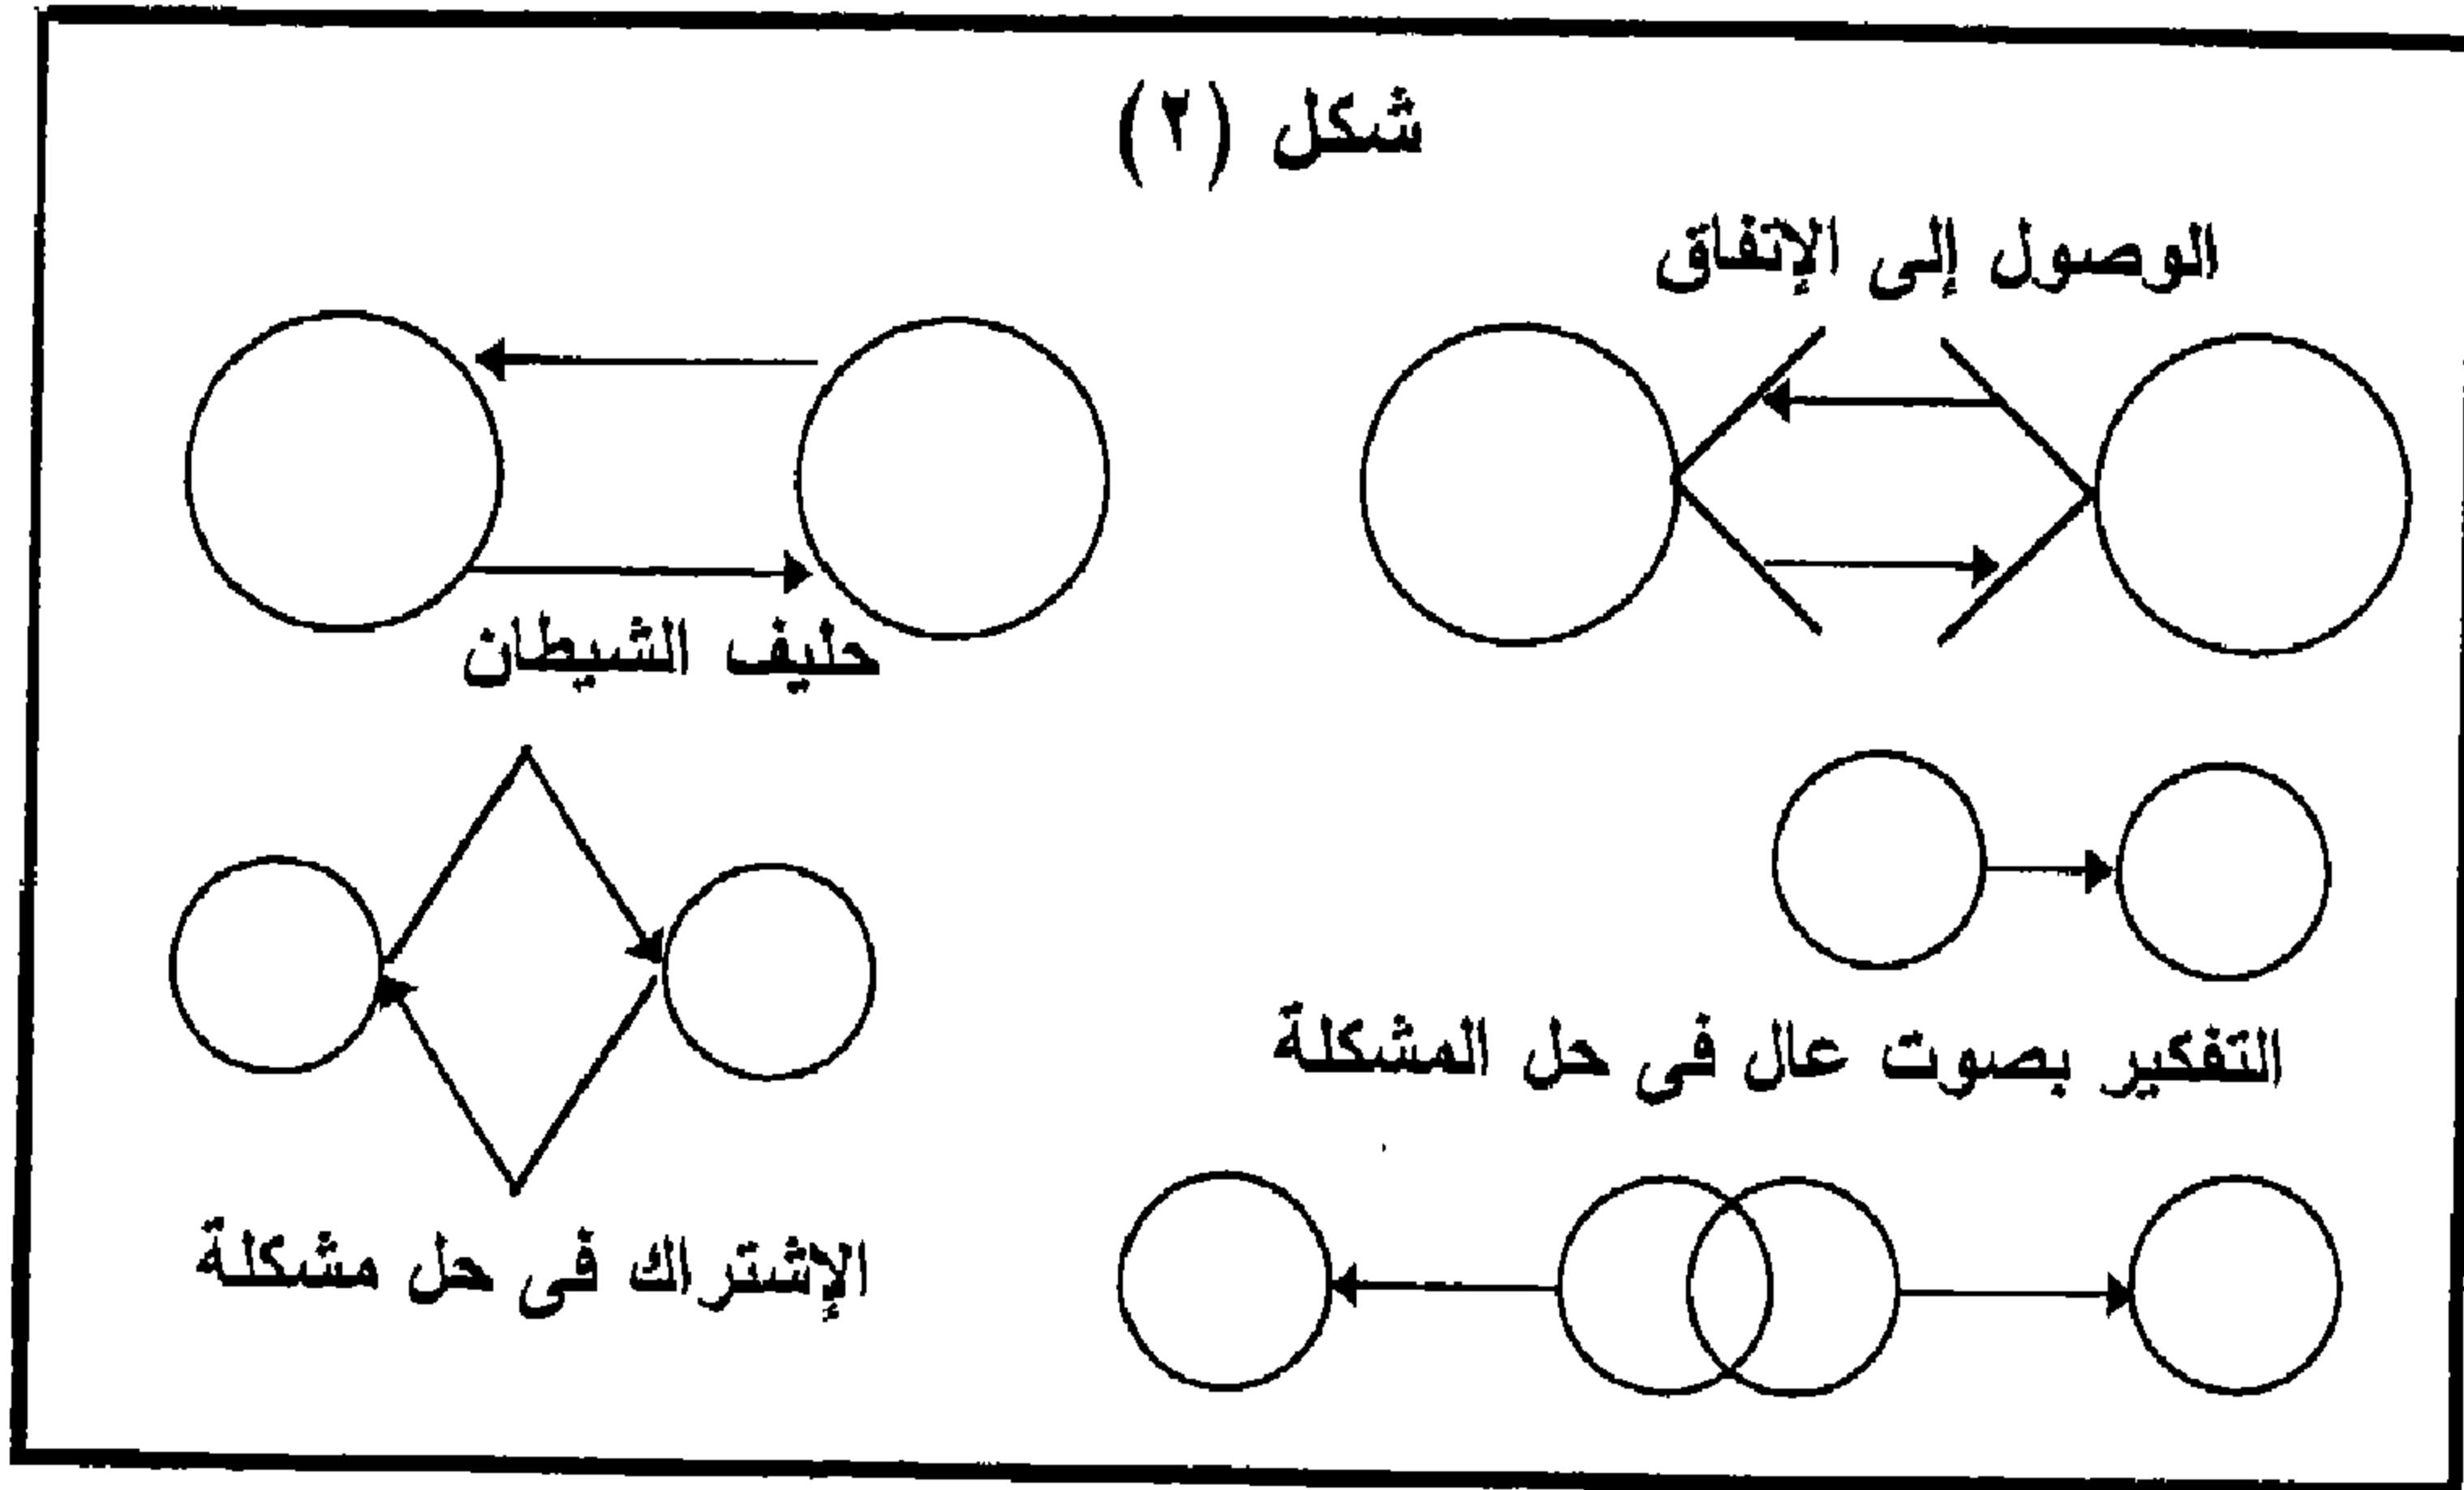 شكل (٢)
الوصول إلى الإتفاق
حليف الشيطان
التفكير بصوت عال فى حل المشكلة
الإشتراك فى حل مشكلة